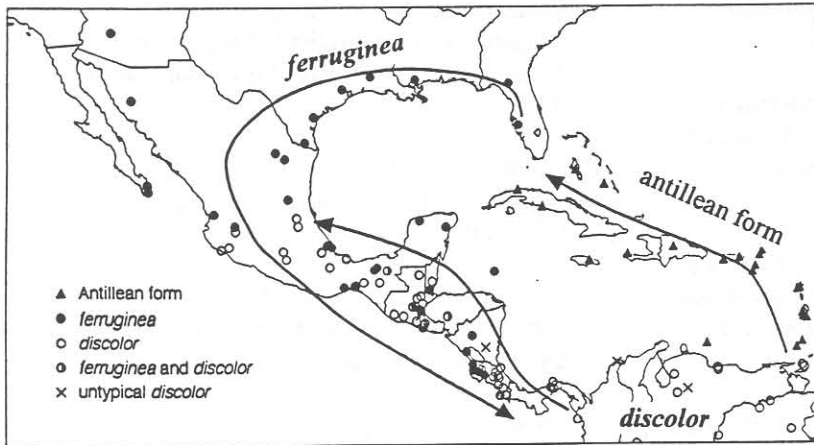 ferruginea
antillean form
▲ Antillean form
● ferruginea
○ discolor
◐ ferruginea and discolor
× untypical discolor
discolor